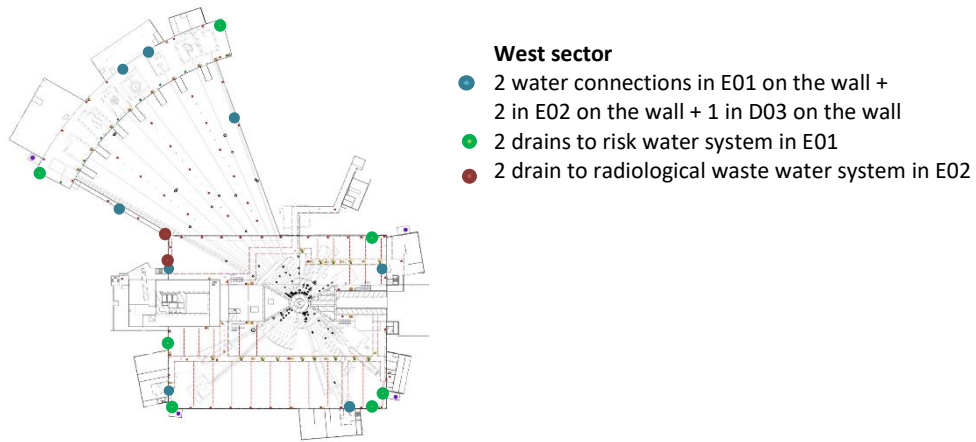 West sector
2 water connections in E01 on the wall +
2 in E02 on the wall + 1 in D03 on the wall
2 drains to risk water system in E01
2 drain to radiological waste water system in E02